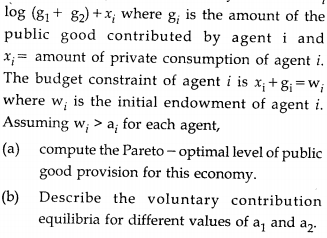 log (g₁ + g₂) + xᵢ where gᵢ is the amount of the
public good contributed by agent i and
xᵢ = amount of private consumption of agent i.
The budget constraint of agent i is xᵢ + gᵢ = wᵢ
where wᵢ is the initial endowment of agent i.
Assuming wᵢ > aᵢ for each agent,
(a) compute the Pareto – optimal level of public
good provision for this economy.
(b) Describe the voluntary contribution
equilibria for different values of a₁ and a₂.